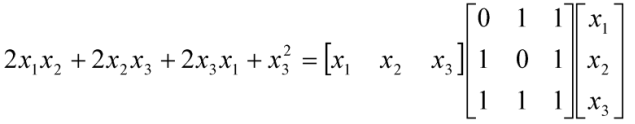 2x₁x₂ + 2x₂x₃ + 2x₃x₁ + x₃² = [x₁ x₂ x₃] [0 1 1; 1 0 1; 1 1 1] [x₁; x₂; x₃]